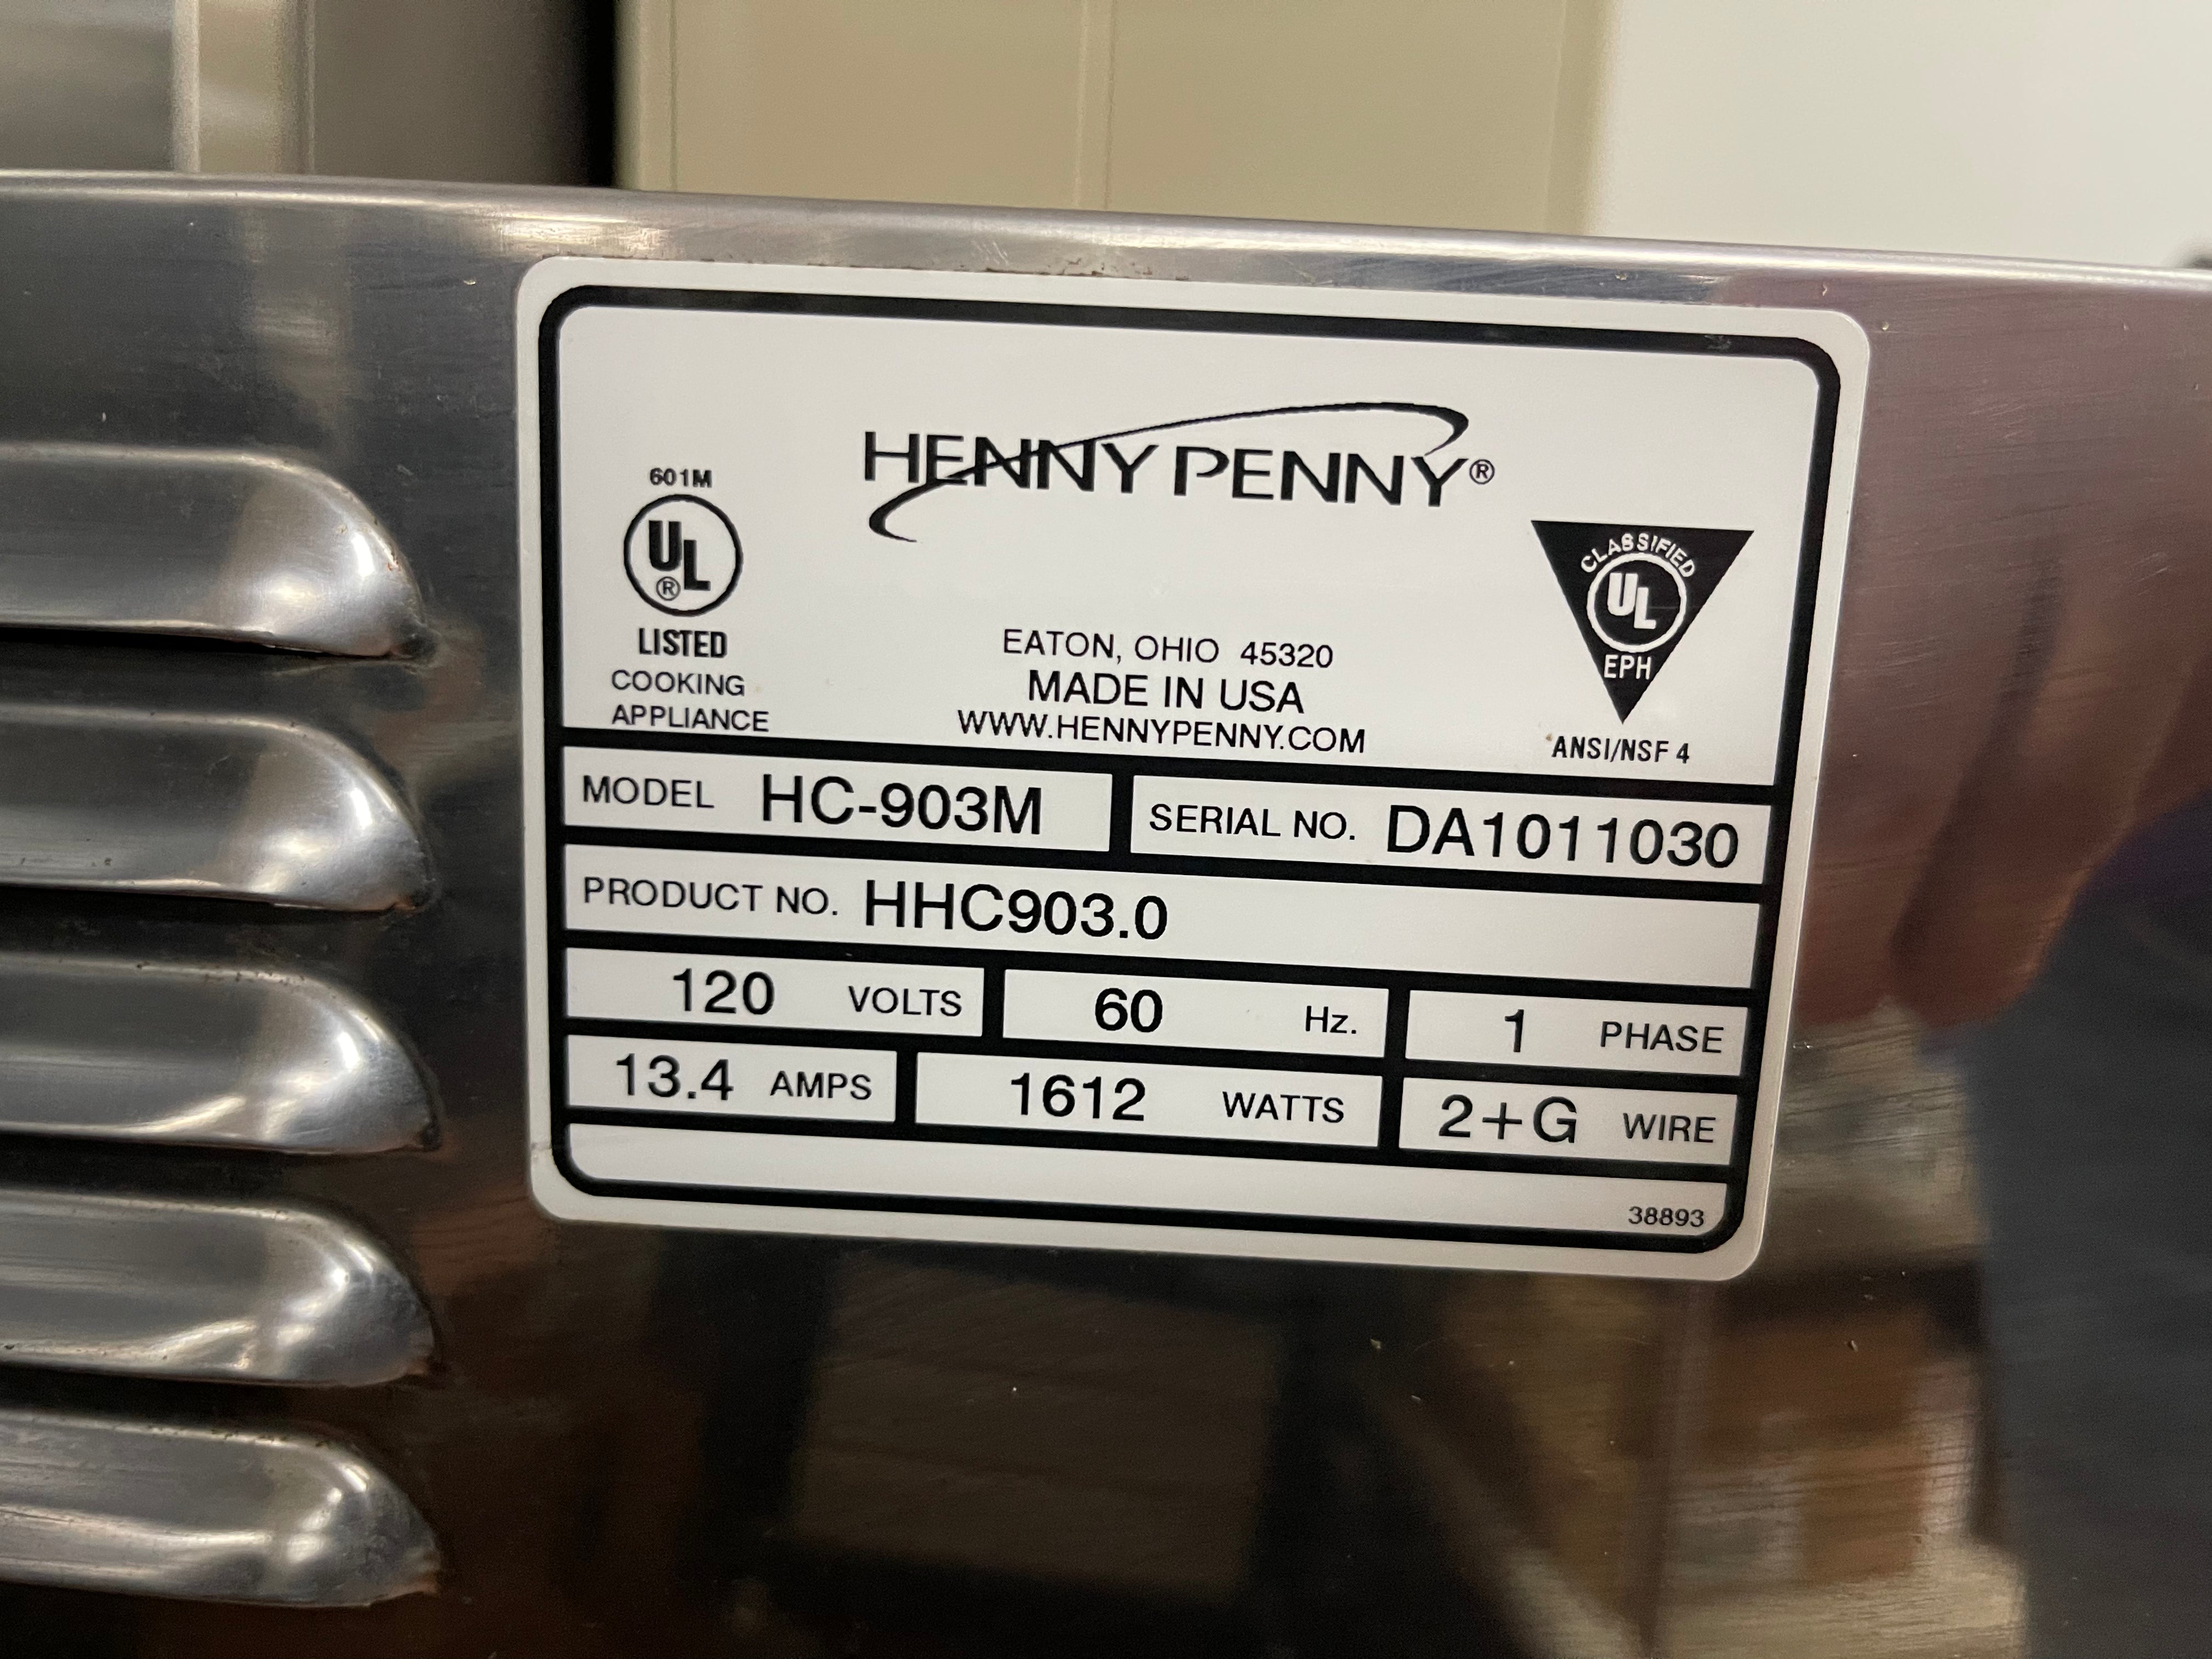 HENNY PENNY®
601M
UL
®
LISTED
COOKING
APPLIANCE
EATON, OHIO 45320
MADE IN USA
WWW.HENNYPENNY.COM
CLASSIFIED
UL
EPH
ANSI/NSF 4
MODEL HC-903M
SERIAL NO. DA1011030
PRODUCT NO. HHC903.0
120 VOLTS
60 Hz.
1 PHASE
13.4 AMPS
1612 WATTS
2+G WIRE
38893